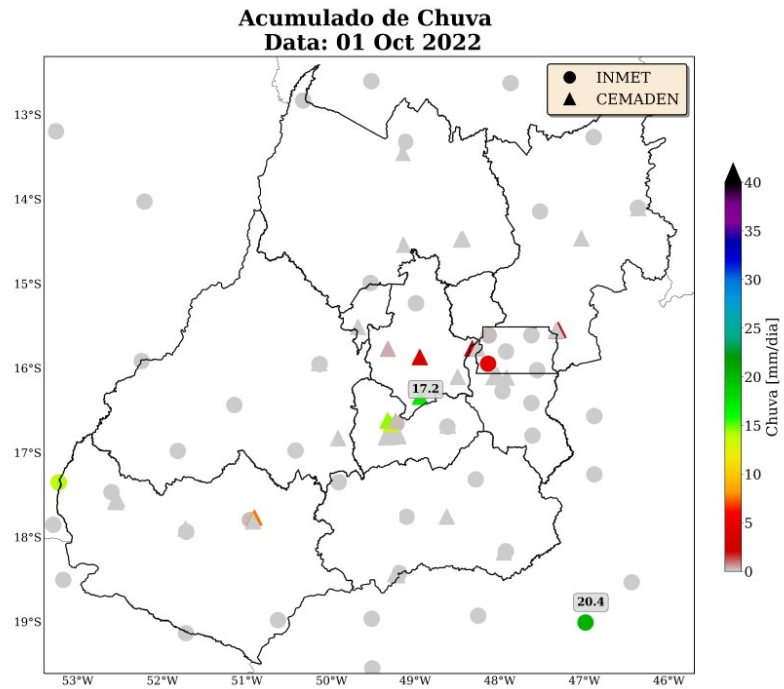 Acumulado de Chuva
Data: 01 Oct 2022
INMET
CEMADEN
13°S
14°S
15°S
16°S
17°S
18°S
19°S
17.2
20.4
53°W
52°W
51°W
50°W
49°W
48°W
47°W
46°W
40
35
30
25
20
15
10
5
0
Chuva [mm/dia]